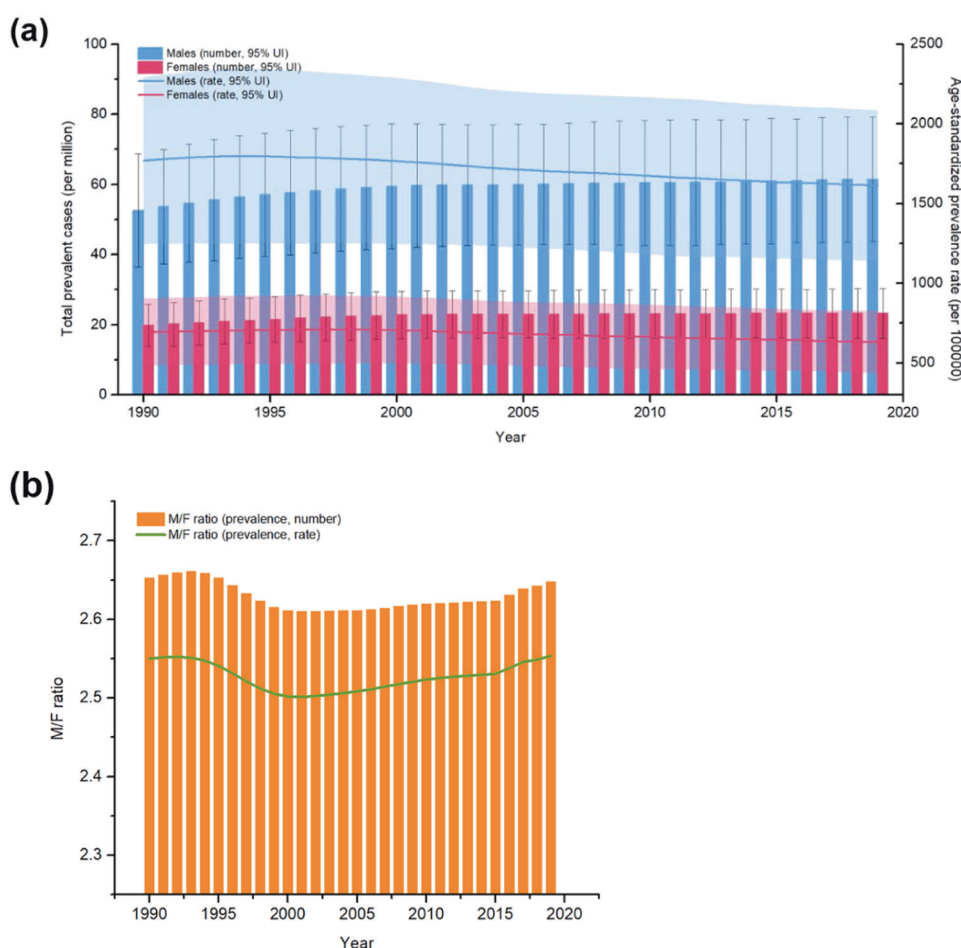 (a)
Males (number, 95% UI)
Females (number, 95% UI)
Males (rate, 95% UI)
Females (rate, 95% UI)
Total prevalent cases (per million)
100
80
60
40
20
0
Age-standardized prevalence rate (per 100000)
2500
2000
1500
1000
500
1990
1995
2000
2005
2010
2015
2020
Year
(b)
M/F ratio (prevalence, number)
M/F ratio (prevalence, rate)
M/F ratio
2.7
2.6
2.5
2.4
2.3
1990
1995
2000
2005
2010
2015
2020
Year